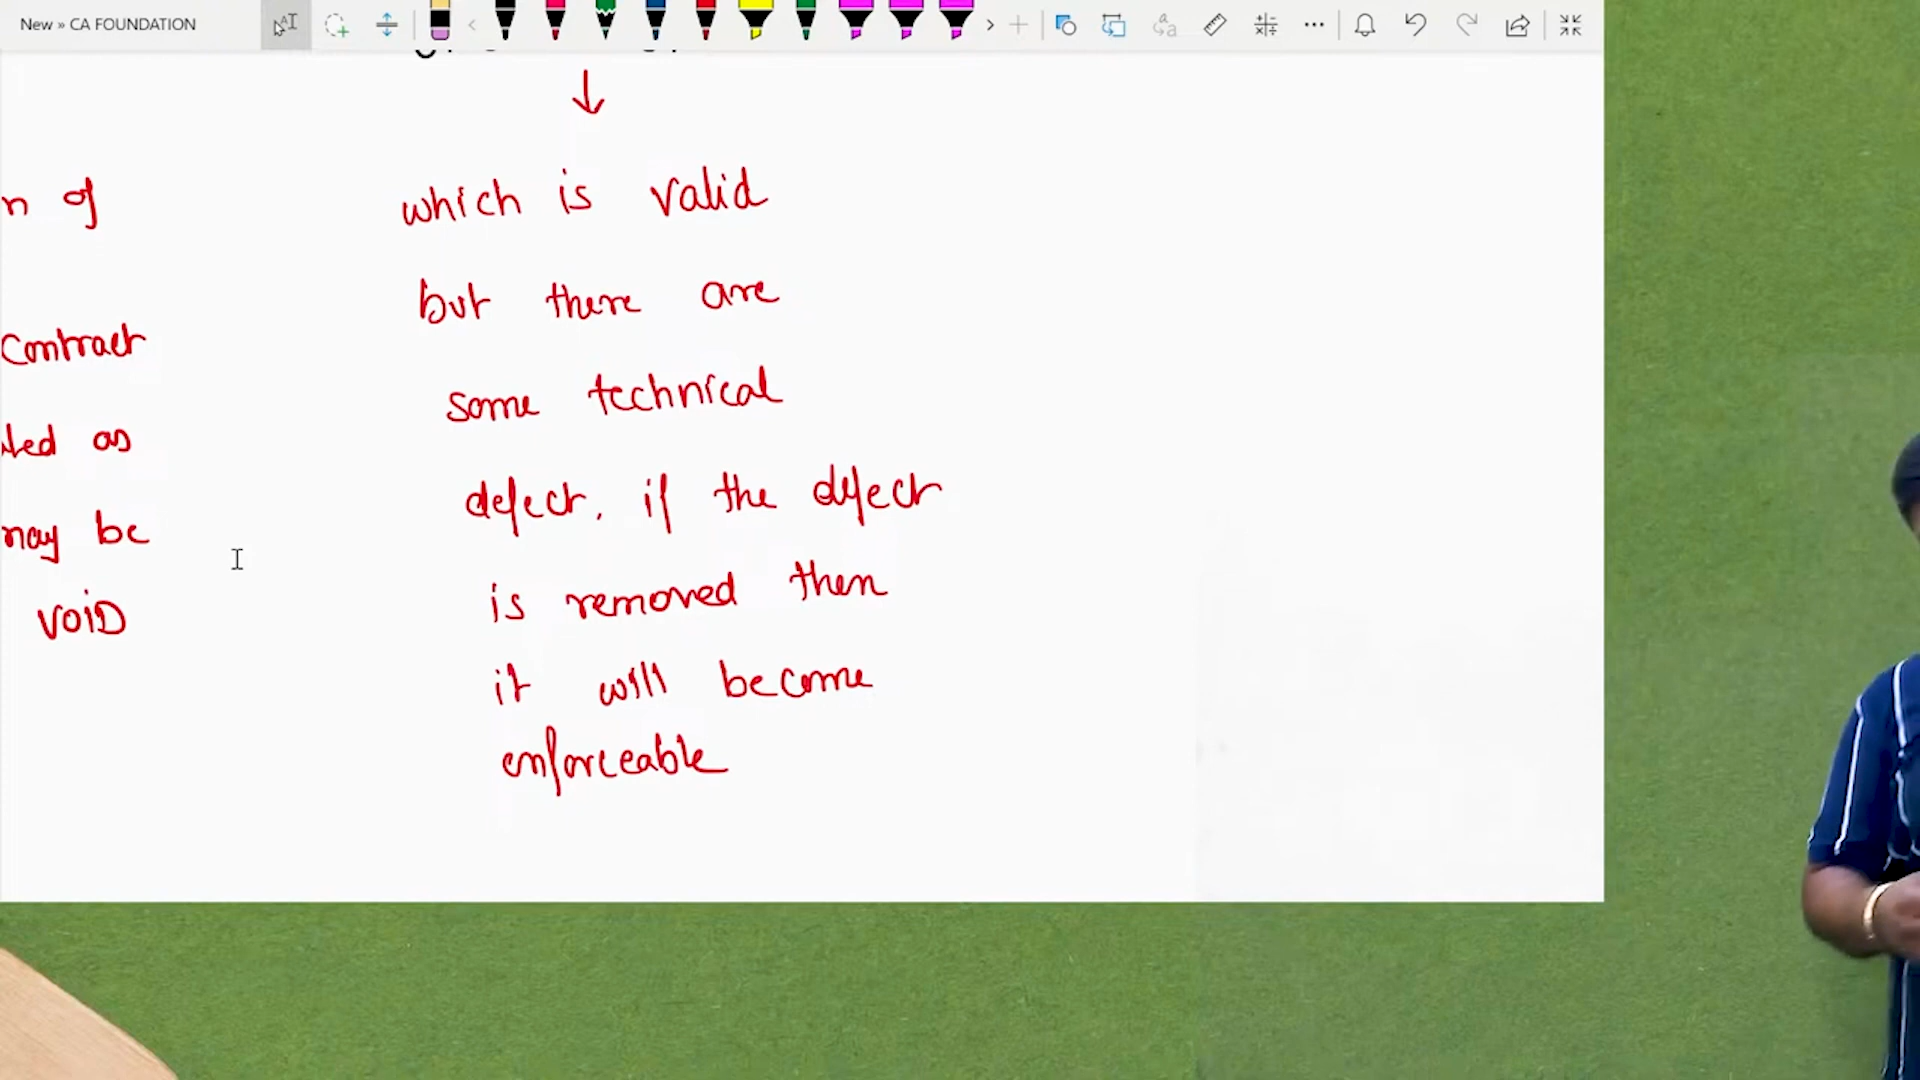 New » CA FOUNDATION
of
Contract
as
may be
VOID
which is valid
but there are
some technical
defect. if the defect
is removed then
it will become
enforceable